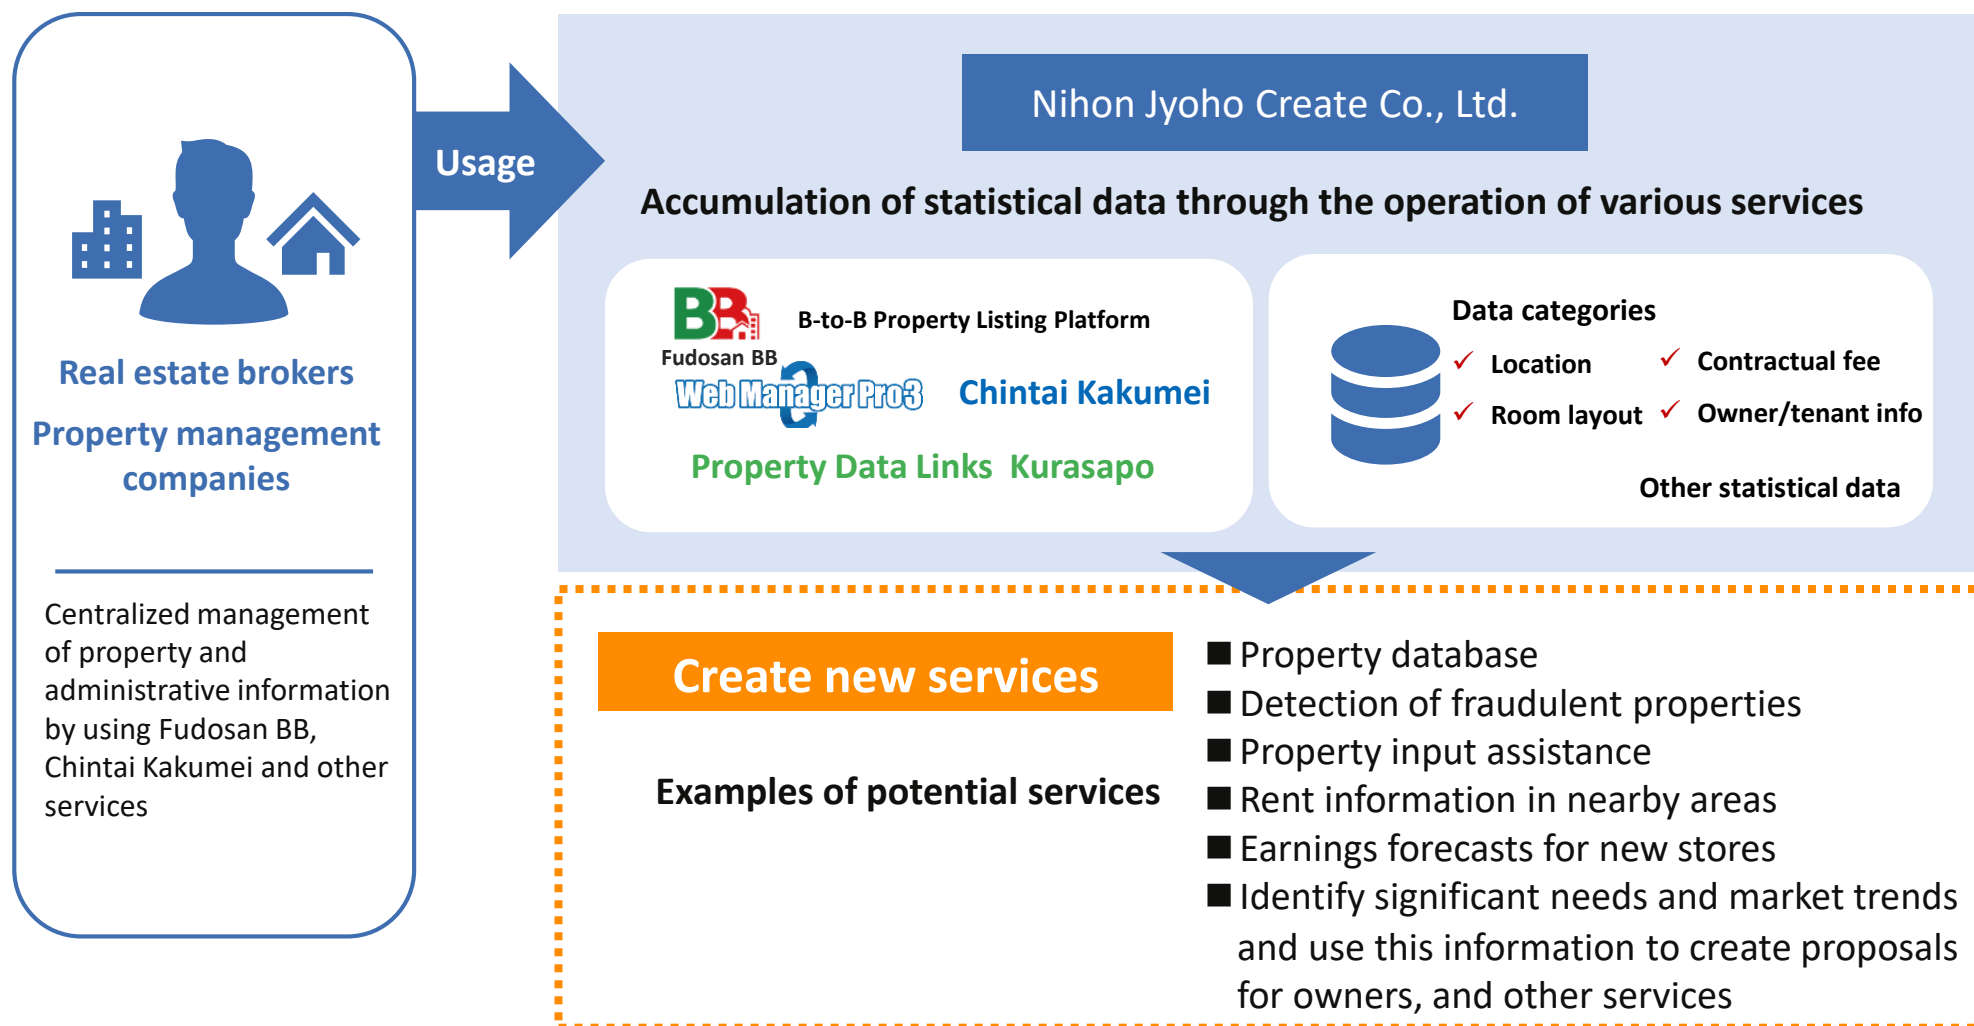 Real estate brokers
Property management
companies
Centralized management
of property and
administrative information
by using Fudosan BB,
Chintai Kakumei and other
services
Usage
Nihon Jyoho Create Co., Ltd.
Accumulation of statistical data through the operation of various services
BB
Fudosan BB
B-to-B Property Listing Platform
Web Manager Pro3
Chintai Kakumei
Property Data Links Kurasapo
Data categories
✓ Location
✓ Contractual fee
✓ Room layout
✓ Owner/tenant info
Other statistical data
Create new services
Examples of potential services
■ Property database
■ Detection of fraudulent properties
■ Property input assistance
■ Rent information in nearby areas
■ Earnings forecasts for new stores
■ Identify significant needs and market trends
and use this information to create proposals
for owners, and other services